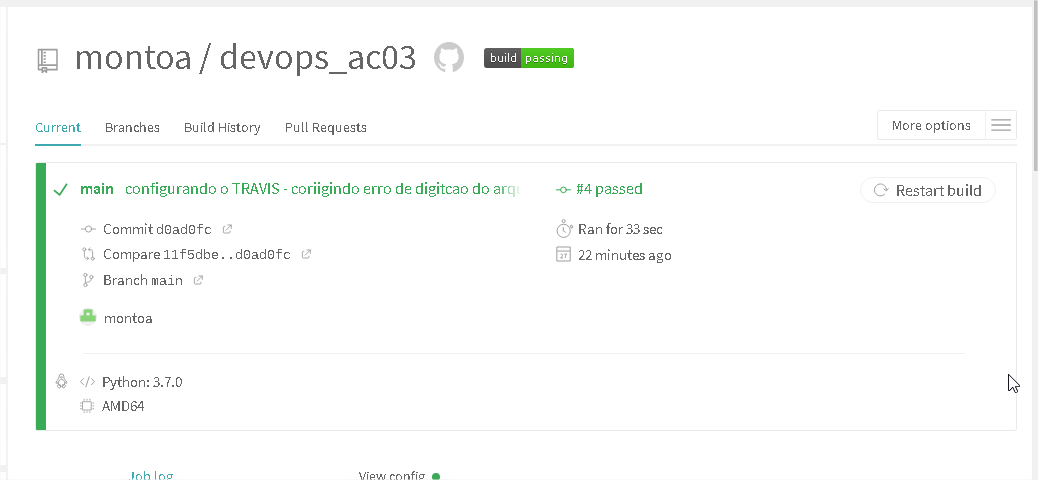 montoa / devops_ac03 build passing
Current Branches Build History Pull Requests More options
main configurando o TRAVIS - coriigindo erro de digitcao do arqu
#4 passed
Restart build
Commit d0ad0fc
Ran for 33 sec
Compare 11f5dbe..d0ad0fc
22 minutes ago
Branch main
montoa
Python: 3.7.0
AMD64
Job log View config